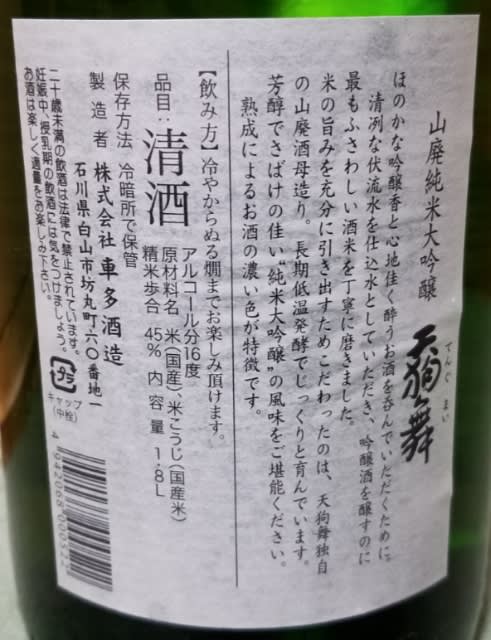 山廃純米大吟醸 天狗舞
てんぐ まい
ほのかな吟醸香と心地佳く酔うお酒を呑んでいただくために。
清冽な伏流水を仕込水としていただき、吟醸酒を醸すのに
最もふさわしい酒米を丁寧に磨きました。
米の旨みを充分に引き出すためこだわったのは、天狗舞独自
の山廃酒母造り。長期低温発酵でじっくりと育んでいます。
芳醇でさばけの佳い“純米大吟醸”の風味をご堪能ください。
熟成によるお酒の濃い色が特徴です。
【飲み方】冷やからぬる燗までお楽しみ頂けます。
アルコール分16度
品目:清酒
原材料名 米(国産)、米こうじ(国産米)
精米歩合 45% 内容量 1.8L
保存方法 冷暗所で保管
製造者 株式会社 車多酒造
石川県白山市坊丸町六〇番地一
二十歳未満の飲酒は法律で禁止されています。
妊娠中、授乳期の飲酒には気をつけましょう。
お酒は楽しく適量をお楽しみ下さい。
プラ
キャップ
(中栓)